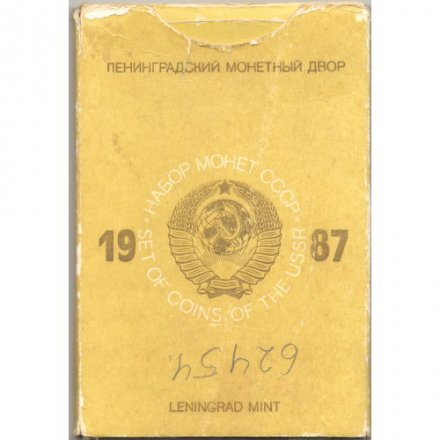 ЛЕНИНГРАДСКИЙ МОНЕТНЫЙ ДВОР
НАБОР МОНЕТ СССР
19 87
SET OF COINS OF THE USSR
62454.
LENINGRAD MINT